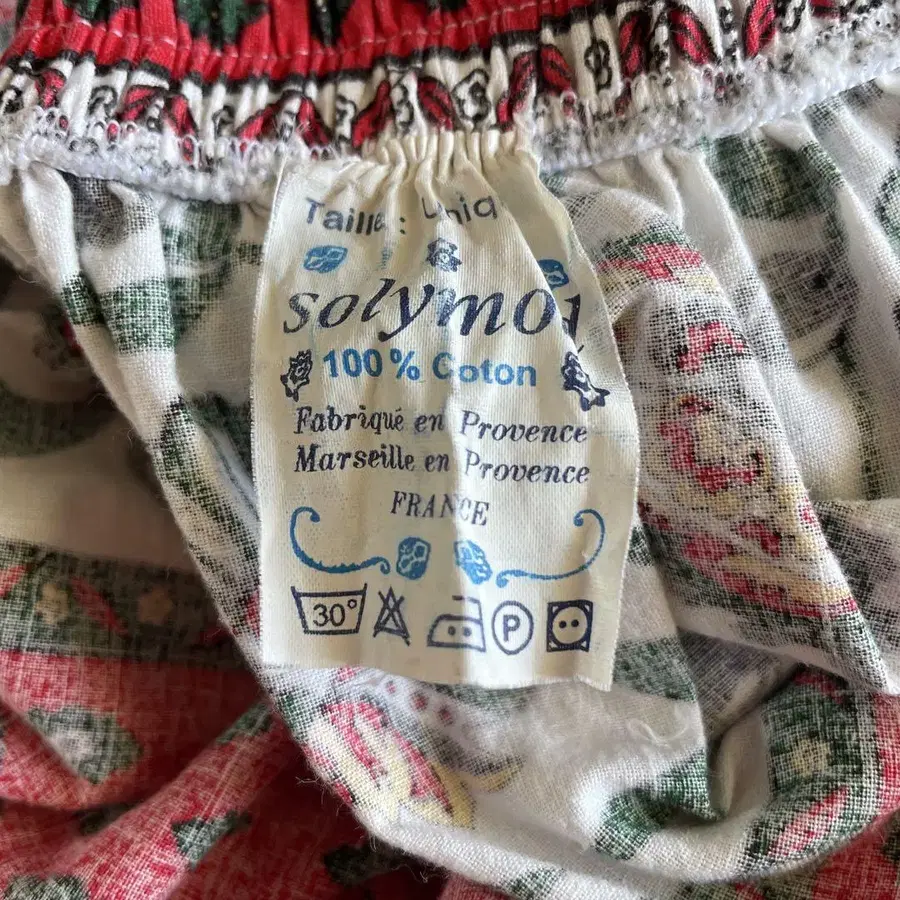 Taille : Uniq
Solymoi
100 % Coton
Fabriqué en Provence
Marseille en Provence
FRANCE
30° P